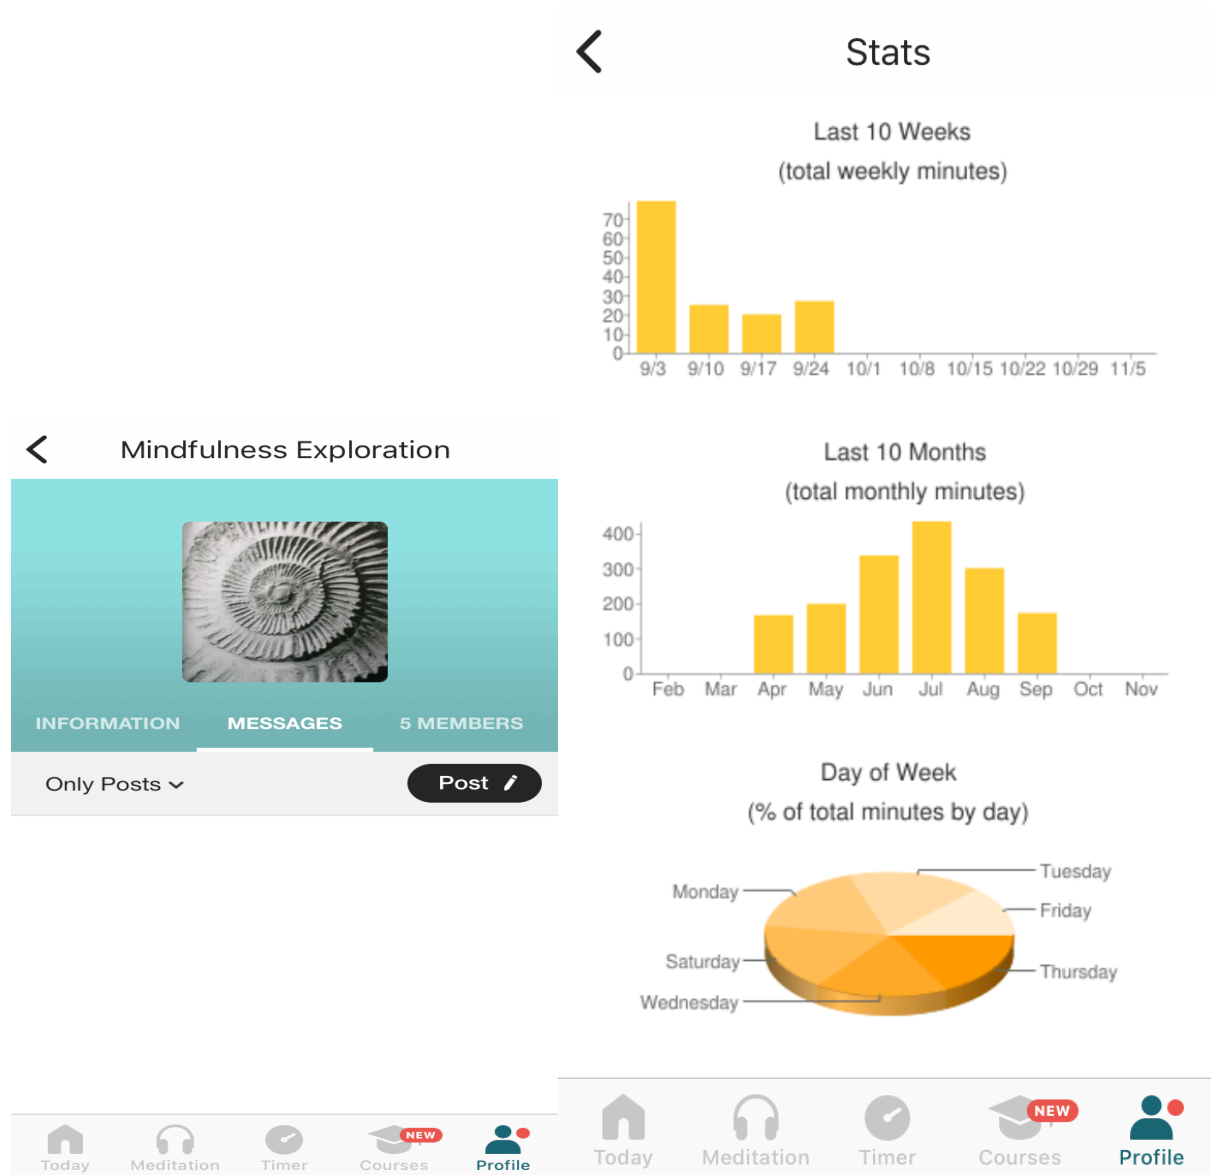 Mindfulness Exploration
INFORMATION MESSAGES 5 MEMBERS
Only Posts Post
Today Meditation Timer Courses NEW Profile
Stats
Last 10 Weeks
(total weekly minutes)
70
60
50
40
30
20
10
0
9/3 9/10 9/17 9/24 10/1 10/8 10/15 10/22 10/29 11/5
Last 10 Months
(total monthly minutes)
400
300
200
100
0
Feb Mar Apr May Jun Jul Aug Sep Oct Nov
Day of Week
(% of total minutes by day)
Tuesday
Monday
Friday
Saturday
Thursday
Wednesday
NEW
Today Meditation Timer Courses Profile